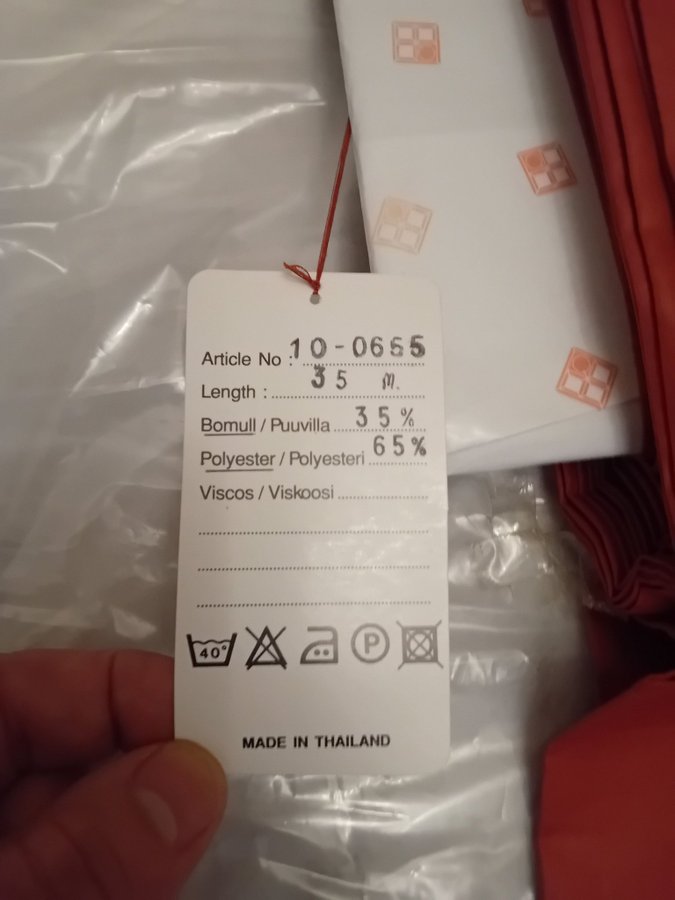 Article No : 10-0665
Length : 35 m.
Bomull / Puuvilla 35%
Polyester / Polyesteri 65%
Viscos / Viskoosi
40°
P
MADE IN THAILAND